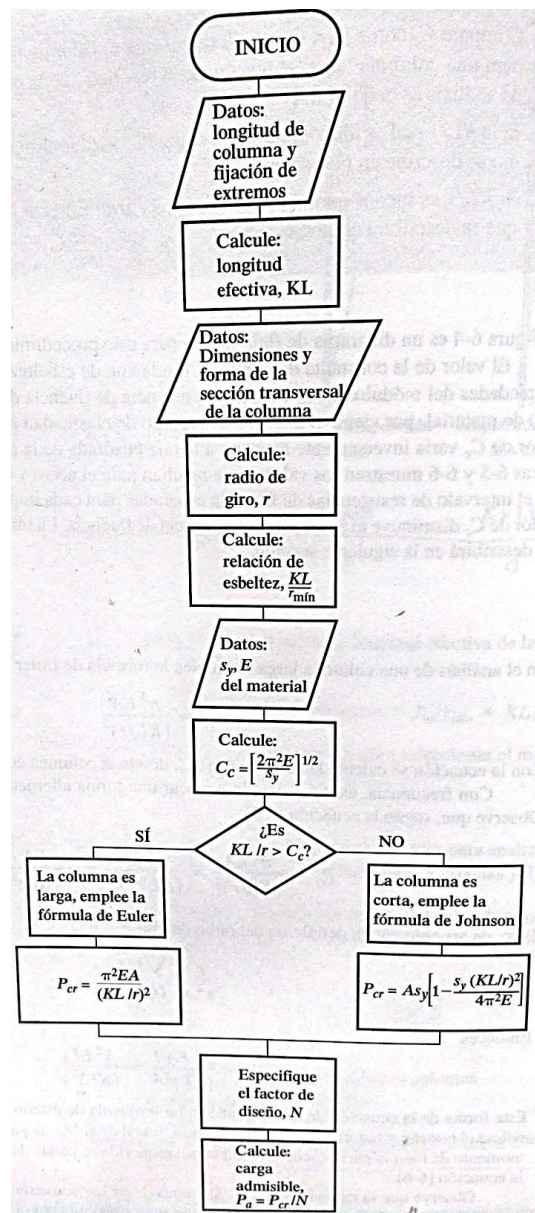 INICIO
Datos:
longitud de
columna y
fijación de
extremos
Calcule:
longitud
efectiva, KL
Datos:
Dimensiones y
forma de la
sección transversal
de la columna
Calcule:
radio de
giro, r
Calcule:
relación de
esbeltez, KL/r_mín
Datos:
s_y, E
del material
Calcule:
C_c = [2π²E/s_y]^1/2
¿Es
KL/r > C_c?
SÍ
NO
La columna es
larga, emplee la
fórmula de Euler
P_cr = π²EA/(KL/r)²
La columna es
corta, emplee la
fórmula de Johnson
P_cr = As_y[1 − s_y(KL/r)²/4π²E]
Especifique
el factor de
diseño, N
Calcule:
carga
admisible,
P_a = P_cr/N